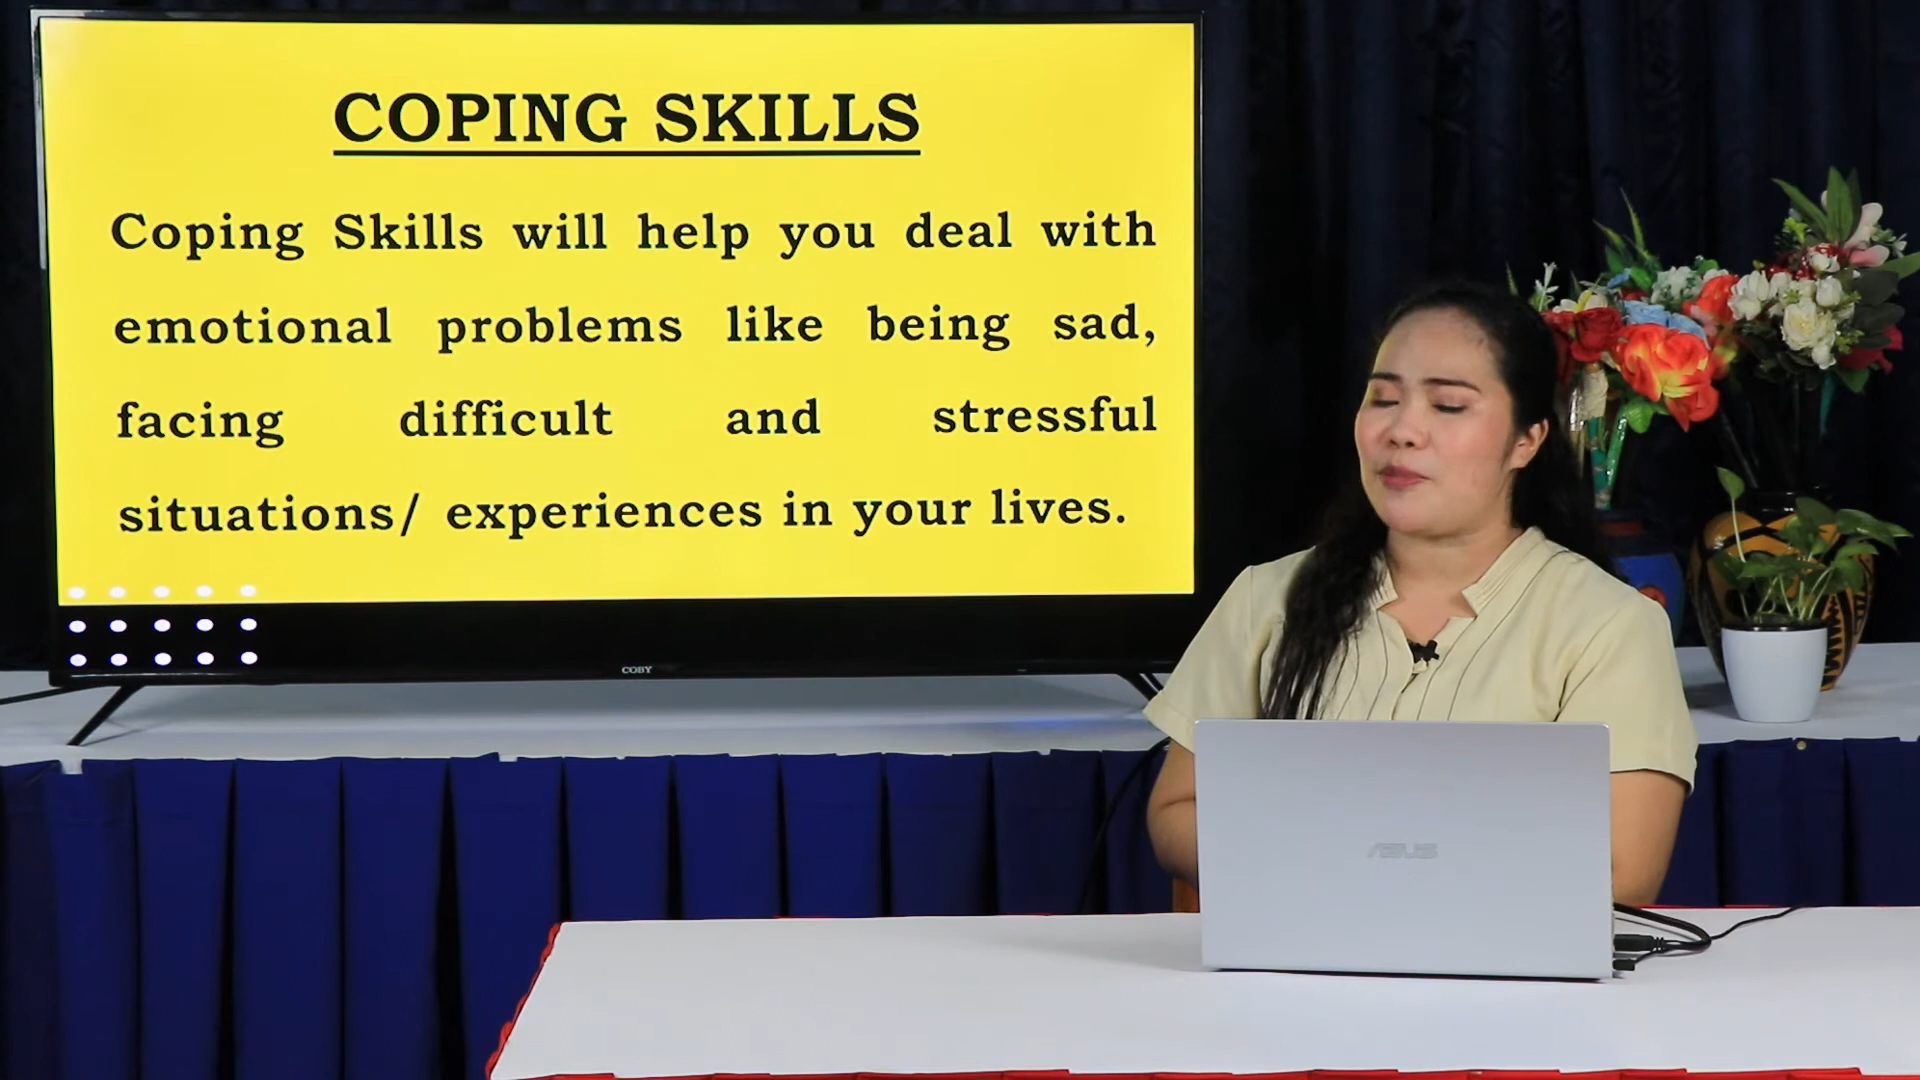 COPING SKILLS
Coping Skills will help you deal with
emotional problems like being sad,
facing difficult and stressful
situations/ experiences in your lives.
COBY
ASUS